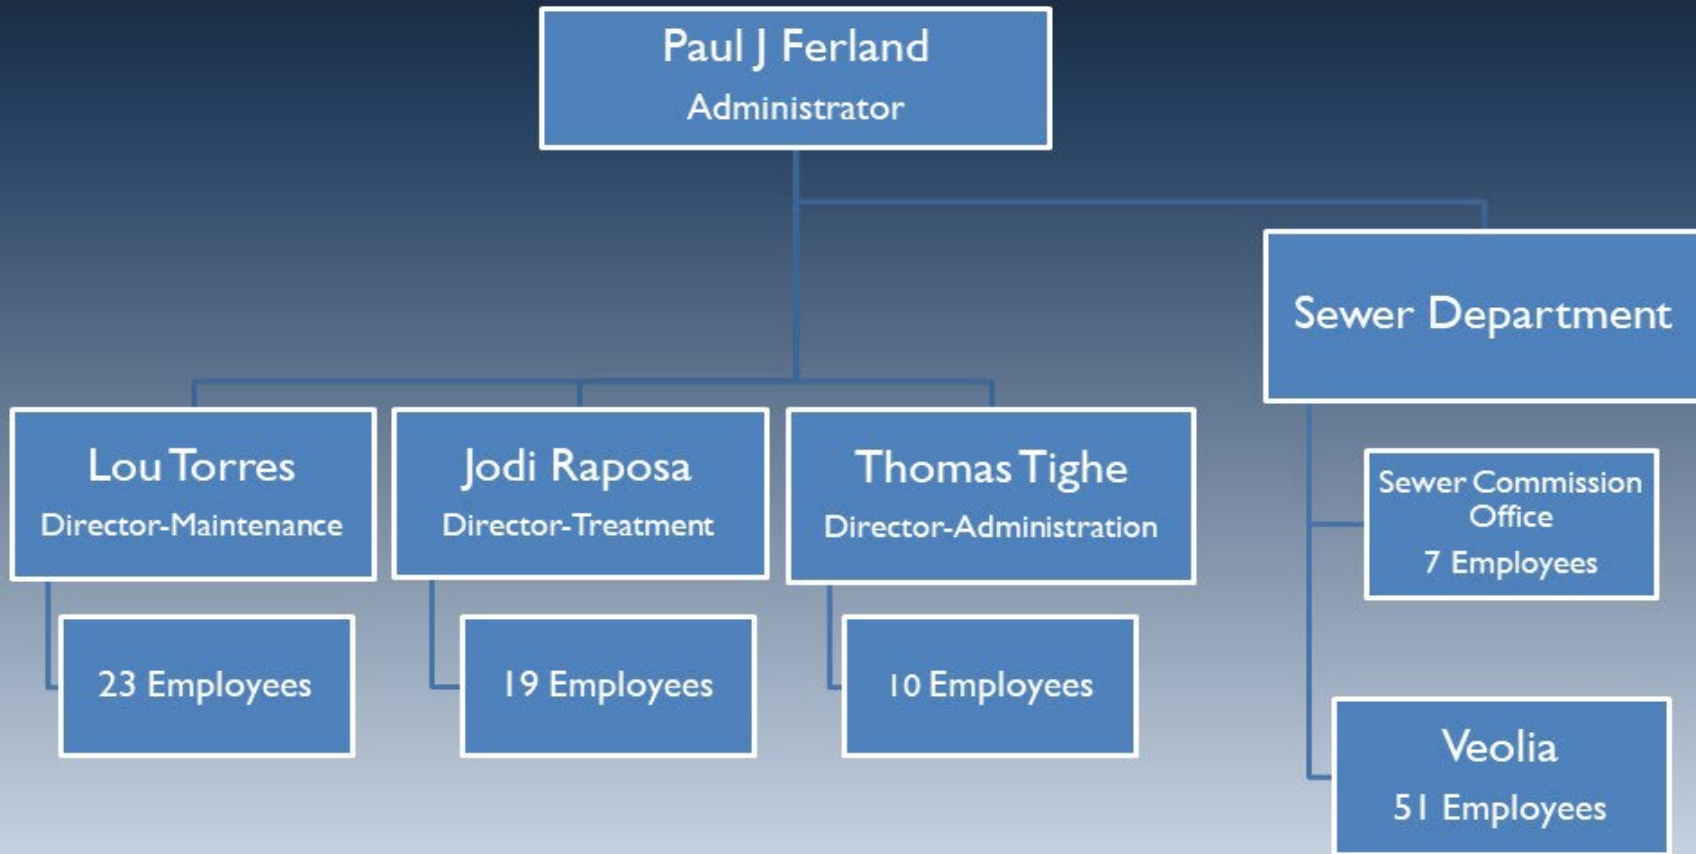 Paul J Ferland
Administrator
Sewer Department
Lou Torres
Director-Maintenance
Jodi Raposa
Director-Treatment
Thomas Tighe
Director-Administration
Sewer Commission
Office
7 Employees
23 Employees
19 Employees
10 Employees
Veolia
51 Employees